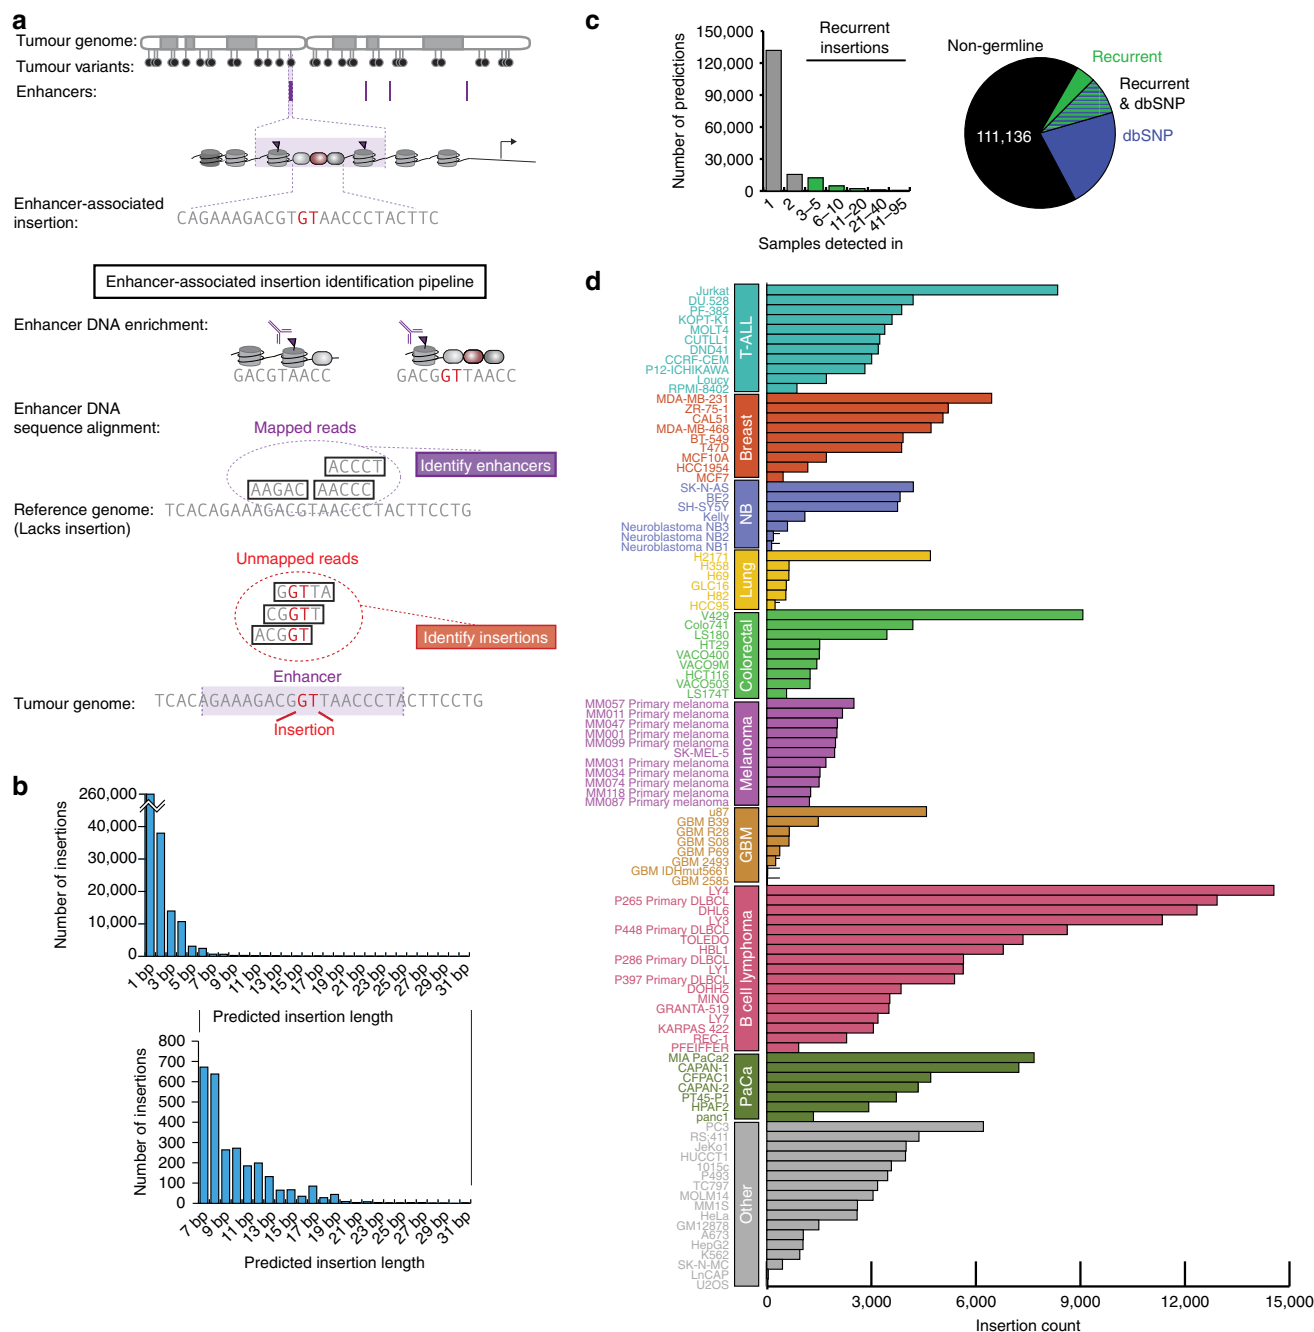 a
Tumour genome:
Tumour variants:
Enhancers:
Enhancer-associated
insertion:
CAGAAAGACGTGTAACCCTACTTC
Enhancer-associated insertion identification pipeline
Enhancer DNA enrichment:
GACGTAACC
GACGGTTAACC
Enhancer DNA
sequence alignment:
Mapped reads
ACCCT
Identify enhancers
AAGAC
AACCC
Reference genome:
(Lacks insertion)
TCACAGAAAGACGTAACCCTACTTCCTG
Unmapped reads
GGTTA
CGGTT
ACGGT
Identify insertions
Enhancer
Tumour genome:
TCACAGAAAGACGGTTAACCCTACTTCCTG
Insertion
b
Number of insertions
260,000
40,000
30,000
20,000
10,000
0
1 bp
3 bp
5 bp
7 bp
9 bp
11 bp
13 bp
15 bp
17 bp
19 bp
21 bp
23 bp
25 bp
27 bp
29 bp
31 bp
Predicted insertion length
Number of insertions
800
700
600
500
400
300
200
100
0
7 bp
9 bp
11 bp
13 bp
15 bp
17 bp
19 bp
21 bp
23 bp
25 bp
27 bp
29 bp
31 bp
Predicted insertion length
c
Number of predictions
150,000
120,000
90,000
60,000
30,000
0
Recurrent
insertions
1
2
3–5
6–10
11–20
21–40
41–95
Samples detected in
Non-germline
Recurrent
Recurrent
& dbSNP
dbSNP
111,136
d
T-ALL
Jurkat
DU.528
PF-382
KOPT-K1
MOLT4
CUTLL1
DND41
CCRF-CEM
P12-ICHIKAWA
Loucy
RPMI-8402
Breast
MDA-MB-231
ZR-75-1
CAL51
MDA-MB-468
BT-549
T47D
MCF10A
HCC1954
MCF7
NB
SK-N-AS
BE2
SH-SY5Y
Kelly
Neuroblastoma NB3
Neuroblastoma NB2
Neuroblastoma NB1
Lung
H2171
H358
H69
GLC16
H82
HCC95
Colorectal
V429
Colo741
LS180
HT29
VACO400
VACO9M
HCT116
VACO503
LS174T
Melanoma
MM057 Primary melanoma
MM011 Primary melanoma
MM047 Primary melanoma
MM001 Primary melanoma
MM099 Primary melanoma
SK-MEL-5
MM031 Primary melanoma
MM034 Primary melanoma
MM074 Primary melanoma
MM118 Primary melanoma
MM087 Primary melanoma
GBM
u87
GBM B39
GBM R28
GBM S08
GBM P69
GBM 2493
GBM IDHmut5661
GBM 2585
B cell lymphoma
LY4
P265 Primary DLBCL
DHL6
LY3
P448 Primary DLBCL
TOLEDO
HBL1
P286 Primary DLBCL
LY1
P397 Primary DLBCL
DOHH2
MINO
GRANTA-519
LY7
KARPAS 422
REC-1
PFEIFFER
PaCa
MIA PaCa2
CAPAN-1
CFPAC1
CAPAN-2
PT45-P1
HPAF2
panc1
Other
PC3
RS;411
JeKo1
HUCCT1
1015c
P493
TC797
MOLM14
MM1S
HeLa
GM12878
A673
HepG2
K562
SK-N-MC
LnCAP
U2OS
0
3,000
6,000
9,000
12,000
15,000
Insertion count